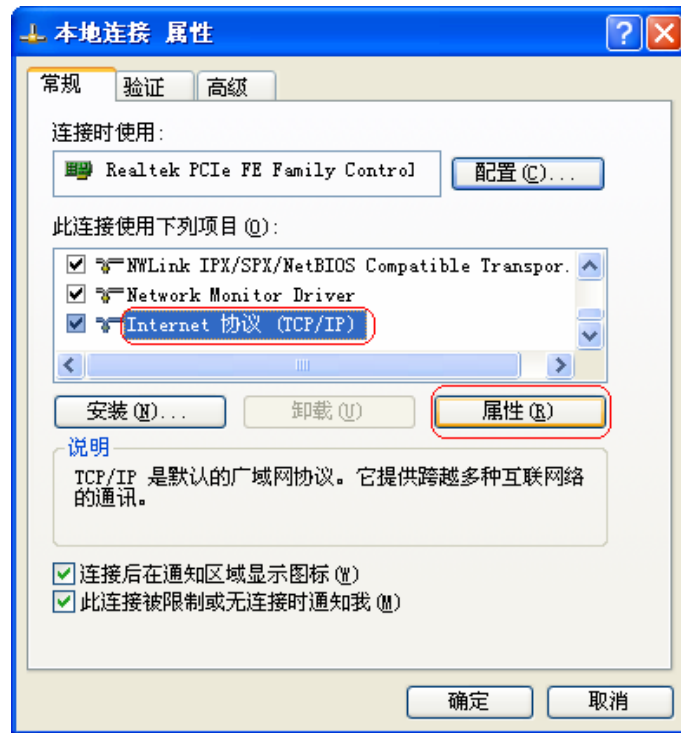 本地连接 属性
常规 验证 高级
连接时使用:
Realtek PCIe FE Family Control 配置(C)...
此连接使用下列项目(O):
NWLink IPX/SPX/NetBIOS Compatible Transpor.
Network Monitor Driver
Internet 协议 (TCP/IP)
安装(N)... 卸载(U) 属性(R)
说明
TCP/IP 是默认的广域网协议。它提供跨越多种互联网络
的通讯。
连接后在通知区域显示图标(W)
此连接被限制或无连接时通知我(M)
确定 取消